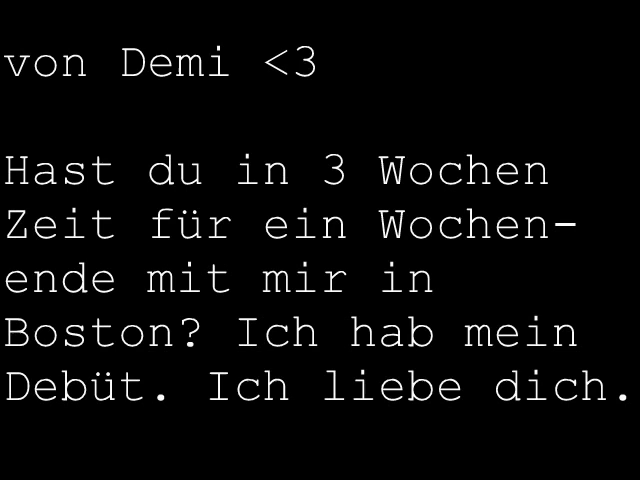 von Demi <3
Hast du in 3 Wochen
Zeit für ein Wochen-
ende mit mir in
Boston? Ich hab mein
Debüt. Ich liebe dich.